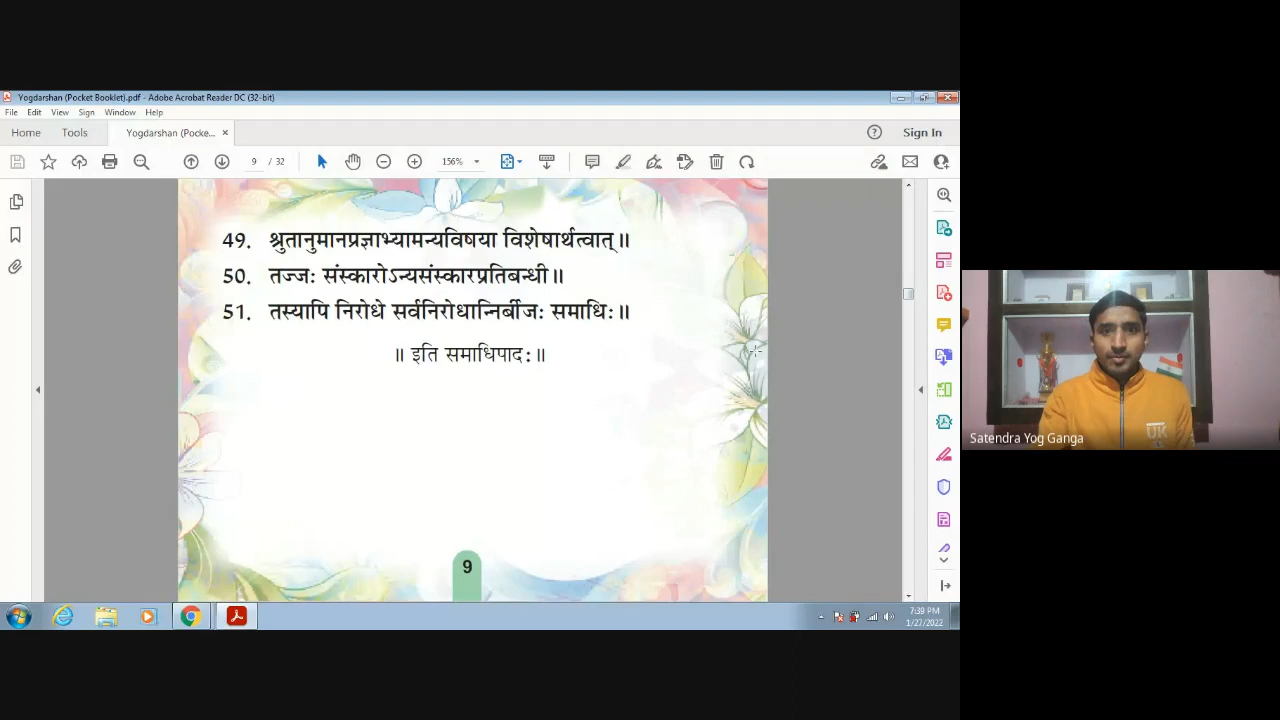 Yogdarshan (Pocket Booklet).pdf - Adobe Acrobat Reader DC (32-bit)
File Edit View Sign Window Help
Home Tools Yogdarshan (Pocke... × Sign In
9 / 32 156%
49. श्रुतानुमानप्रज्ञाभ्यामन्यविषया विशेषार्थत्वात्॥
50. तज्जः संस्कारोऽन्यसंस्कारप्रतिबन्धी॥
51. तस्यापि निरोधे सर्वनिरोधान्निर्बीजः समाधिः॥
॥ इति समाधिपादः॥
9
Satendra Yog Ganga
UK
7:39 PM
1/27/2022